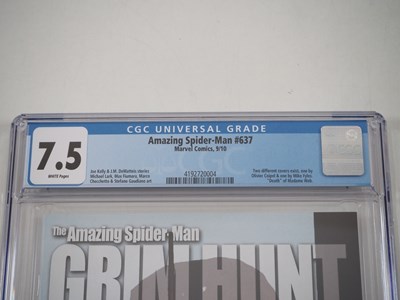 CGC UNIVERSAL GRADE
7.5
WHITE Pages
Amazing Spider-Man #637
Marvel Comics, 9/10
Joe Kelly & J.M. DeMatteis stories
Michael Lark, Max Fiumara, Marco
Checchetto & Stefano Gaudiano art
4192720004
Two different covers exist, one by
Olivier Coipel & one by Mike Fyles.
"Death" of Madame Web.
The Amazing Spider-Man
GRIM HUNT